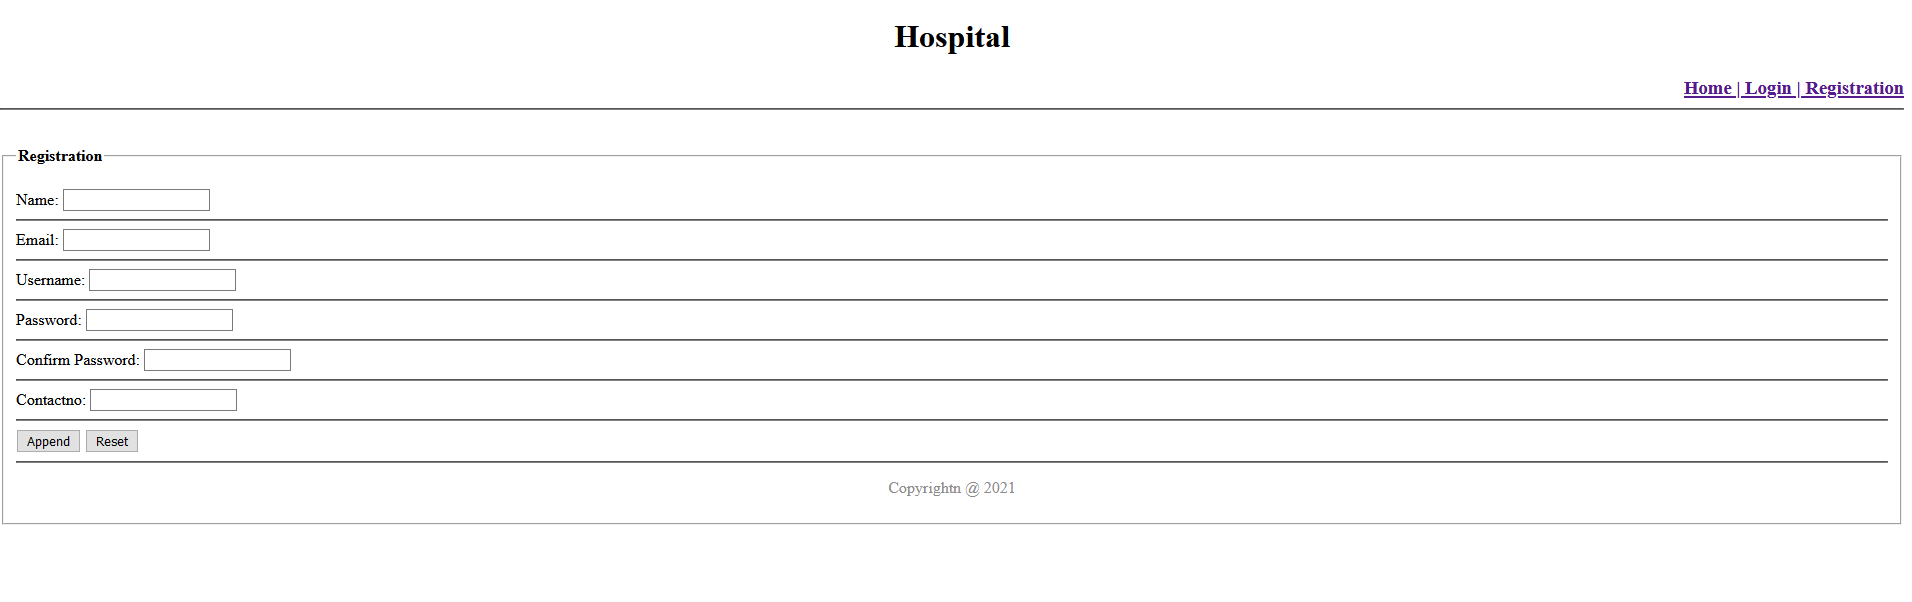 Hospital
Home | Login | Registration
Registration
Name:
Email:
Username:
Password:
Confirm Password:
Contactno:
Append Reset
Copyrightn @ 2021